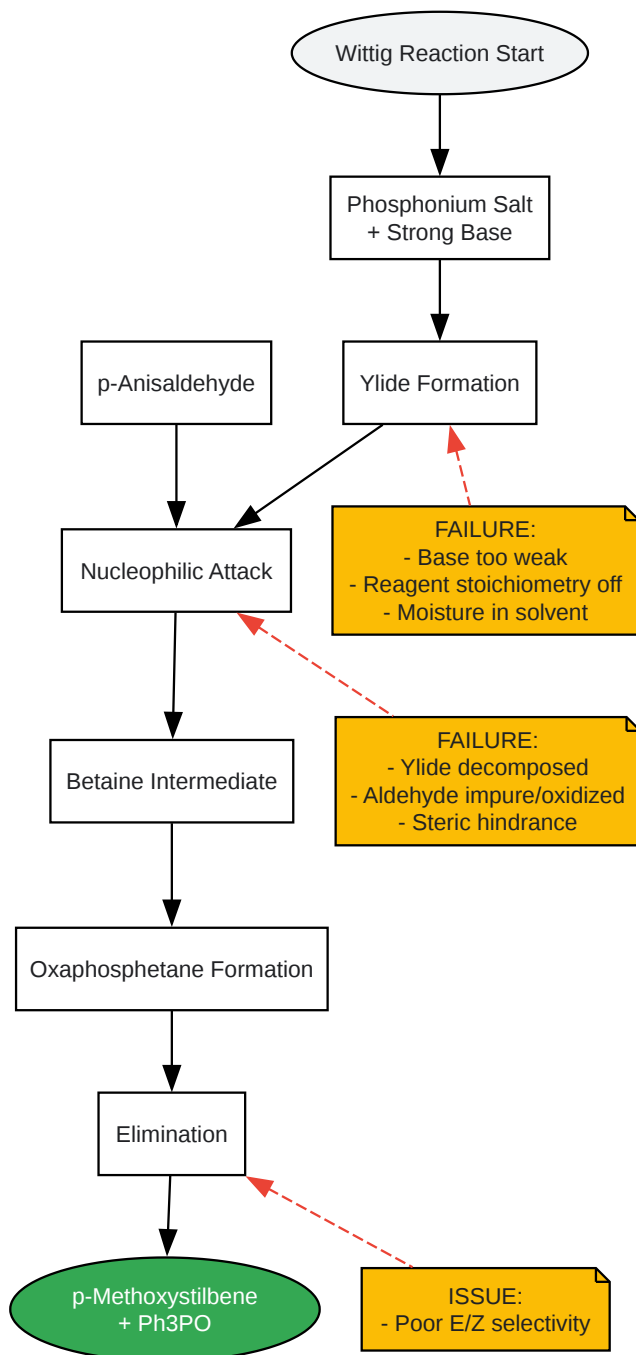 Wittig Reaction Start
Phosphonium Salt
+ Strong Base
p-Anisaldehyde
Ylide Formation
FAILURE:
- Base too weak
- Reagent stoichiometry off
- Moisture in solvent
Nucleophilic Attack
FAILURE:
- Ylide decomposed
- Aldehyde impure/oxidized
- Steric hindrance
Betaine Intermediate
Oxaphosphetane Formation
Elimination
p-Methoxystilbene
+ Ph3PO
ISSUE:
- Poor E/Z selectivity